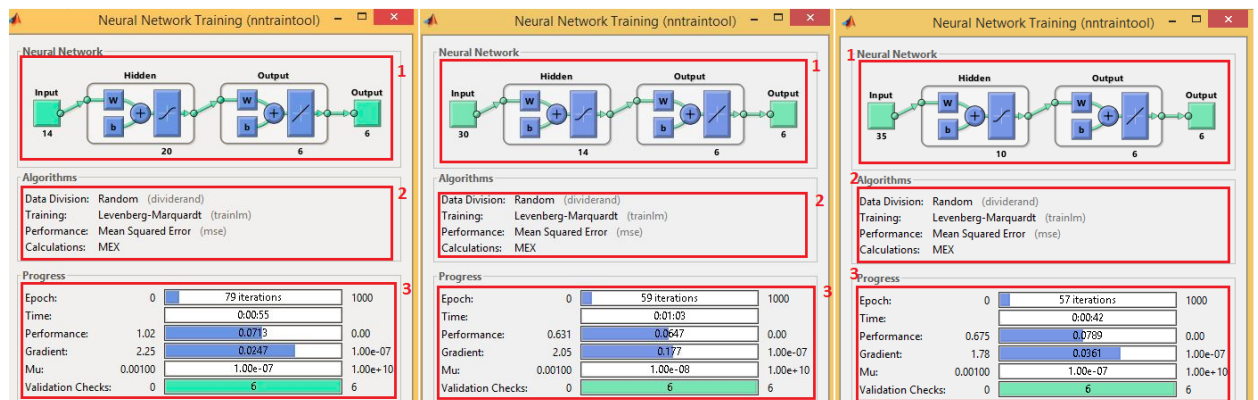 Neural Network Training (nntraintool)
Neural Network
1
Hidden Output
Input Output
W W
b b
14 6
20 6
Algorithms
2
Data Division: Random (dividerand)
Training: Levenberg-Marquardt (trainlm)
Performance: Mean Squared Error (mse)
Calculations: MEX
Progress
3
Epoch: 0 79 iterations 1000
Time: 0:00:55
Performance: 1.02 0.0713 0.00
Gradient: 2.25 0.0247 1.00e-07
Mu: 0.00100 1.00e-07 1.00e+10
Validation Checks: 0 6 6
Neural Network Training (nntraintool)
Neural Network
1
Hidden Output
Input Output
W W
b b
30 6
14 6
Algorithms
2
Data Division: Random (dividerand)
Training: Levenberg-Marquardt (trainlm)
Performance: Mean Squared Error (mse)
Calculations: MEX
Progress
3
Epoch: 0 59 iterations 1000
Time: 0:01:03
Performance: 0.631 0.0647 0.00
Gradient: 2.05 0.177 1.00e-07
Mu: 0.00100 1.00e-08 1.00e+10
Validation Checks: 0 6 6
Neural Network Training (nntraintool)
1 Neural Network
Hidden Output
Input Output
W W
b b
35 6
10 6
Algorithms
2
Data Division: Random (dividerand)
Training: Levenberg-Marquardt (trainlm)
Performance: Mean Squared Error (mse)
Calculations: MEX
3
Progress
Epoch: 0 57 iterations 1000
Time: 0:00:42
Performance: 0.675 0.0789 0.00
Gradient: 1.78 0.0361 1.00e-07
Mu: 0.00100 1.00e-07 1.00e+10
Validation Checks: 0 6 6